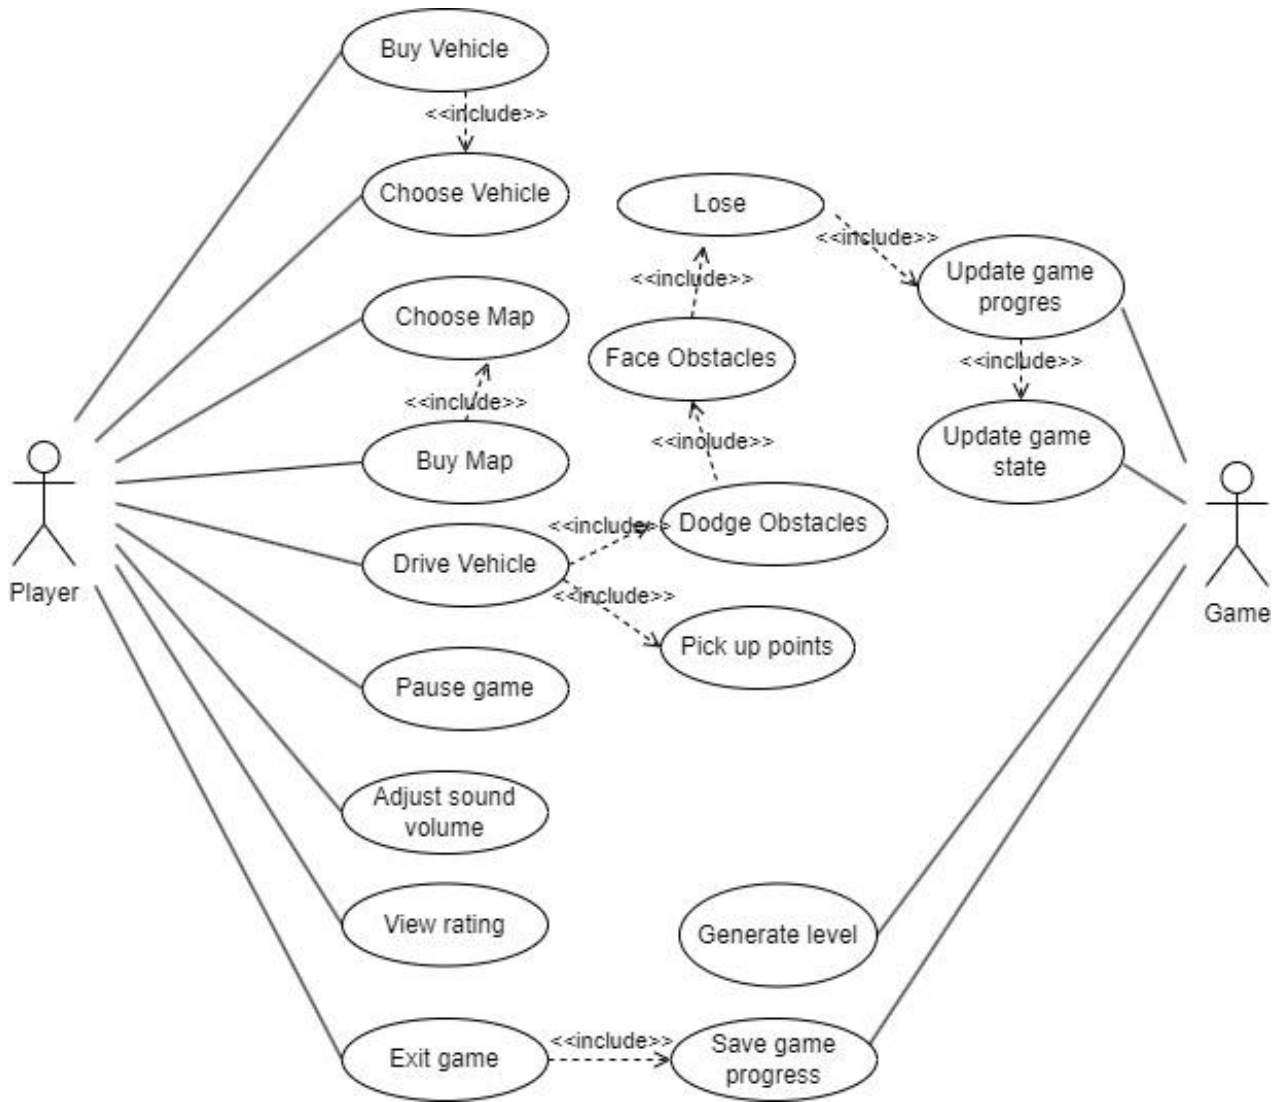 Buy Vehicle
<<include>>
Choose Vehicle
Lose
<<include>>
Update game
progres
<<include>>
Choose Map
Face Obstacles
<<include>>
<<include>>
Buy Map
<<include>>
Update game
state
Dodge Obstacles
<<include>>
Drive Vehicle
<<include>>
Player
Game
Pick up points
Pause game
Adjust sound
volume
View rating
Generate level
Exit game
<<include>>
Save game
progress